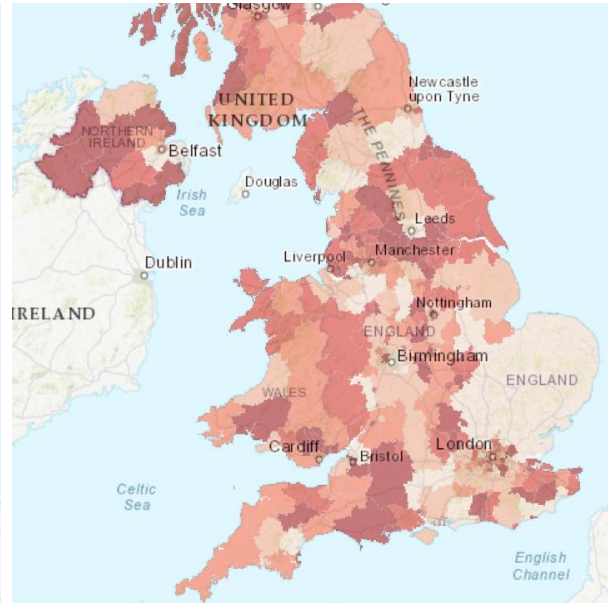 Glasgow
UNITED
KINGDOM
Newcastle
upon Tyne
THE PENNINES
NORTHERN
IRELAND
Belfast
Douglas
Irish
Sea
Leeds
Dublin
Liverpool
Manchester
IRELAND
Nottingham
ENGLAND
Birmingham
ENGLAND
WALES
Cardiff
Bristol
London
Celtic
Sea
English
Channel